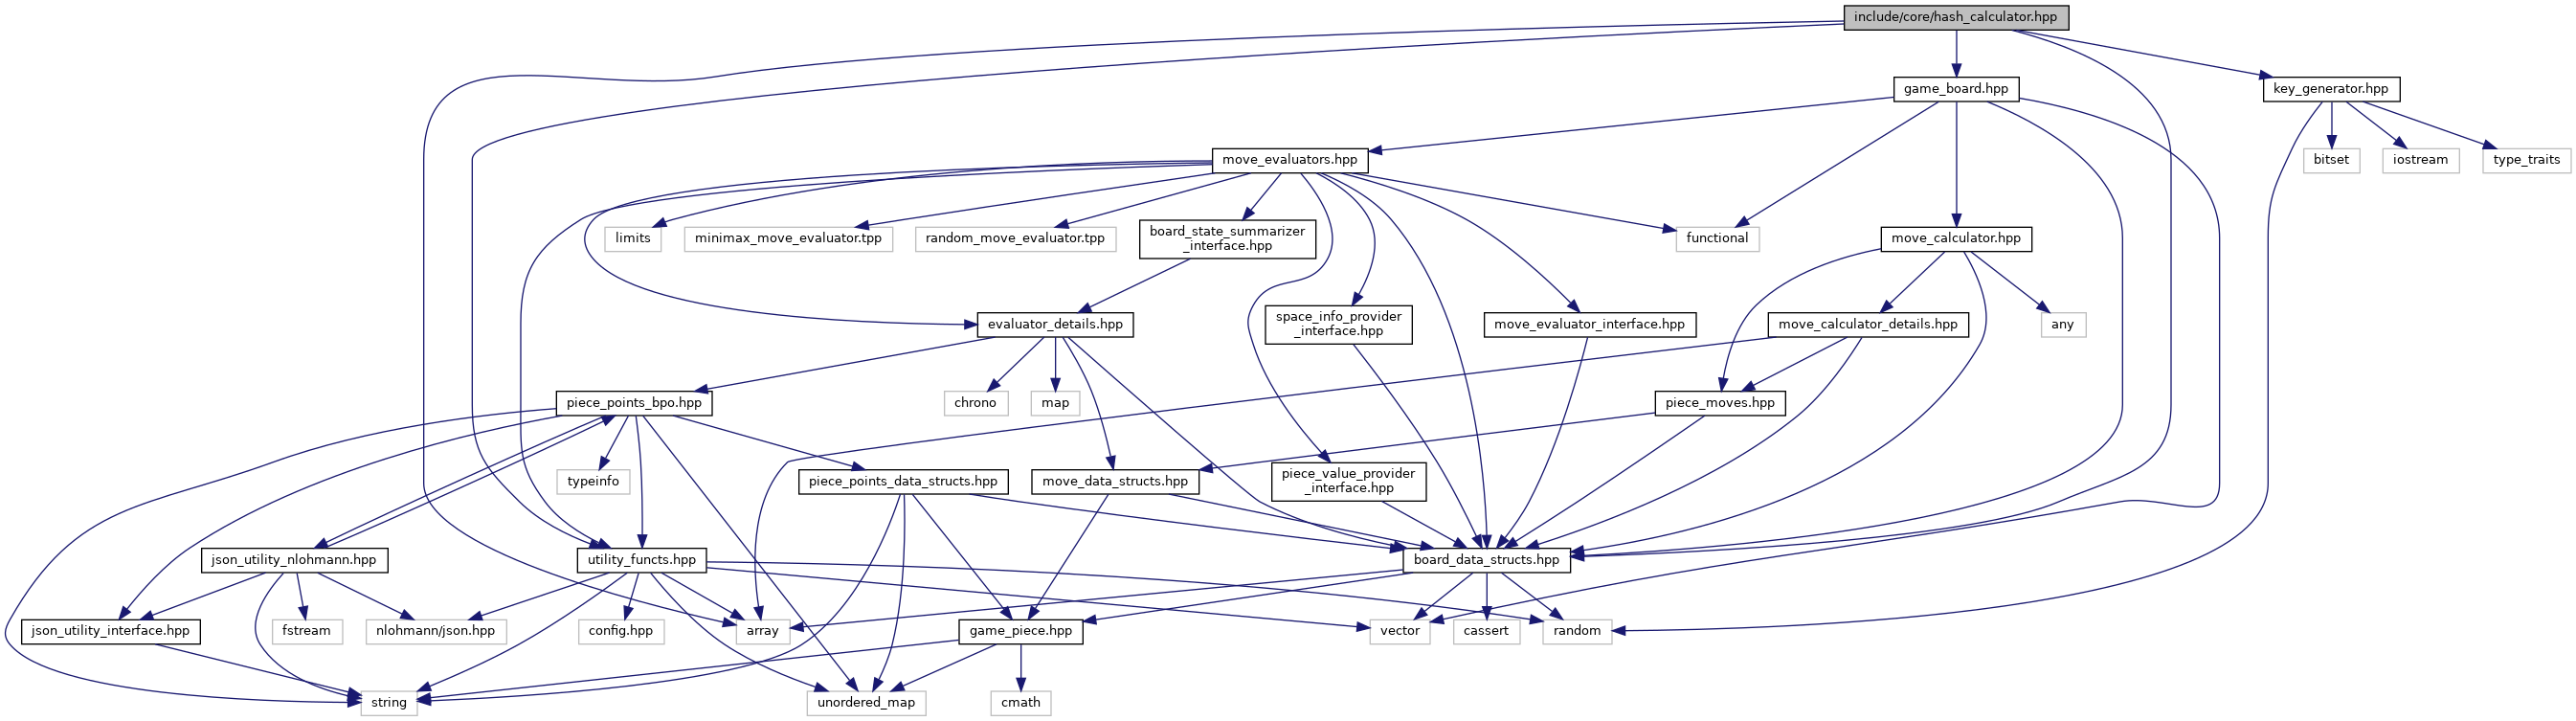 include/core/hash_calculator.hpp
game_board.hpp
key_generator.hpp
move_evaluators.hpp
bitset
iostream
type_traits
limits
minimax_move_evaluator.tpp
random_move_evaluator.tpp
board_state_summarizer
_interface.hpp
functional
move_calculator.hpp
evaluator_details.hpp
space_info_provider
_interface.hpp
move_evaluator_interface.hpp
move_calculator_details.hpp
any
piece_points_bpo.hpp
chrono
map
piece_moves.hpp
typeinfo
piece_points_data_structs.hpp
move_data_structs.hpp
piece_value_provider
_interface.hpp
json_utility_nlohmann.hpp
utility_functs.hpp
board_data_structs.hpp
json_utility_interface.hpp
fstream
nlohmann/json.hpp
config.hpp
array
game_piece.hpp
vector
cassert
random
string
unordered_map
cmath